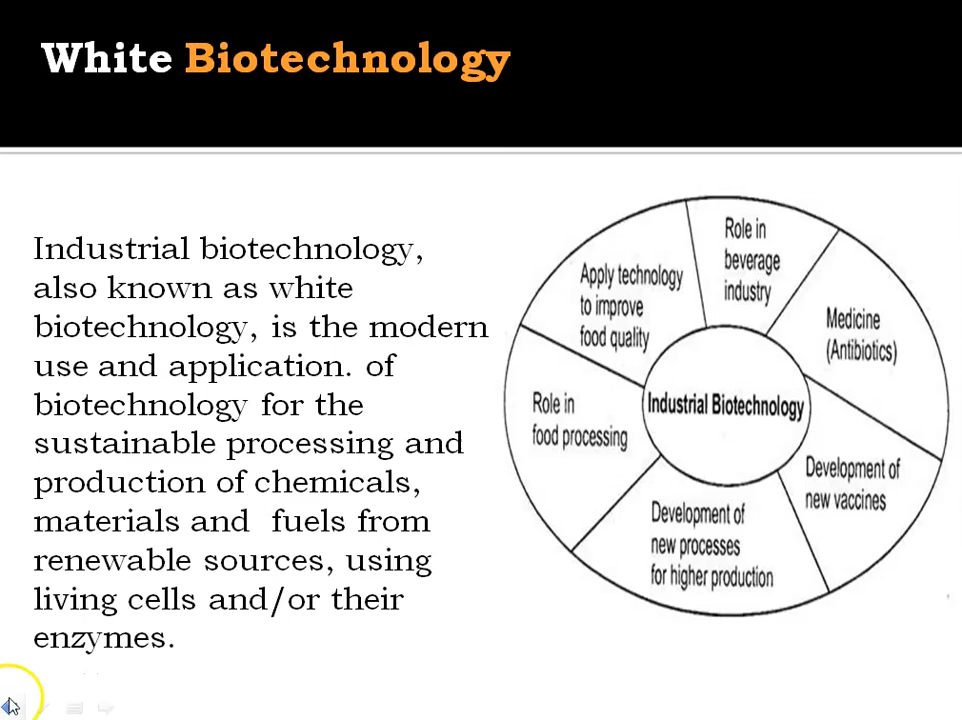 White Biotechnology
Industrial biotechnology,
also known as white
biotechnology, is the modern
use and application. of
biotechnology for the
sustainable processing and
production of chemicals,
materials and  fuels from
renewable sources, using
living cells and/or their
enzymes.
Role in
beverage
industry
Apply technology
to improve
food quality
Medicine
(Antibiotics)
Industrial Biotechnology
Role in
food processing
Development of
new vaccines
Development of
new processes
for higher production